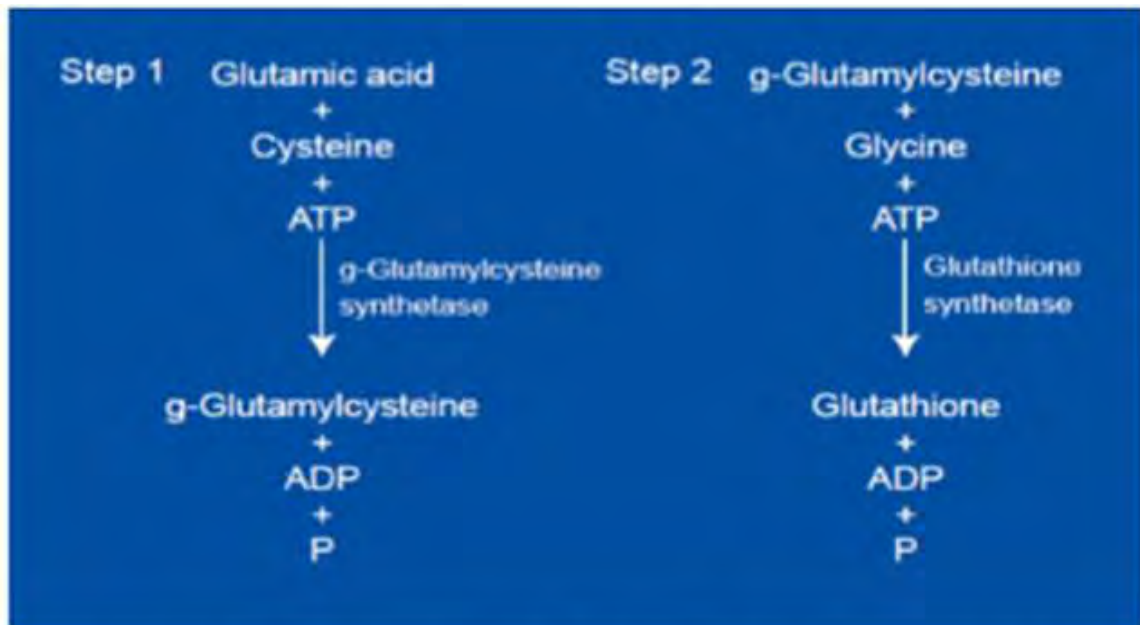 Step 1
Glutamic acid
+
Cysteine
+
ATP
g-Glutamylcysteine
synthetase
g-Glutamylcysteine
+
ADP
+
P
Step 2
g-Glutamylcysteine
+
Glycine
+
ATP
Glutathione
synthetase
Glutathione
+
ADP
+
P